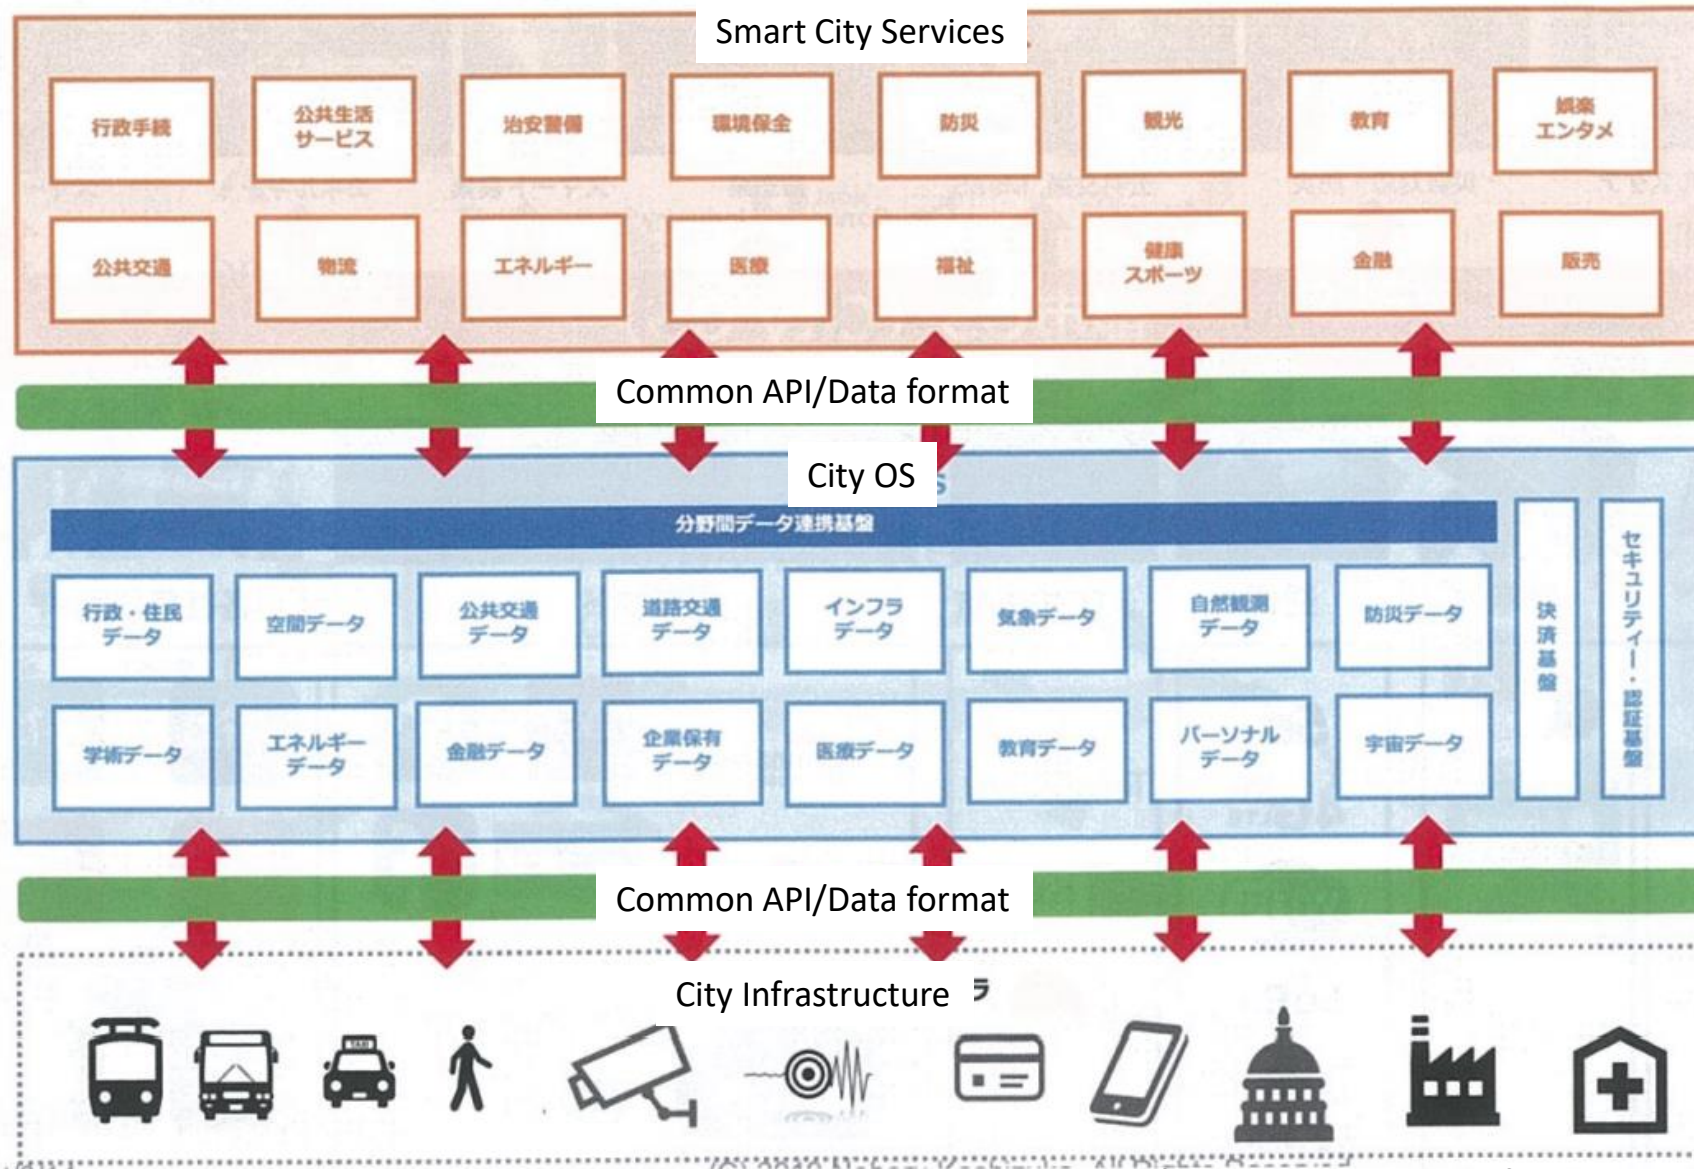 Smart City Services
行政手続
公共生活
サービス
治安警備
環境保全
防災
観光
教育
娯楽
エンタメ
公共交通
物流
エネルギー
医療
福祉
健康
スポーツ
金融
販売
Common API/Data format
City OS
分野間データ連携基盤
行政・住民
データ
空間データ
公共交通
データ
道路交通
データ
インフラ
データ
気象データ
自然観測
データ
防災データ
学術データ
エネルギー
データ
金融データ
企業保有
データ
医療データ
教育データ
パーソナル
データ
宇宙データ
決済基盤
セキュリティー・認証基盤
Common API/Data format
City Infrastructure
TAXI